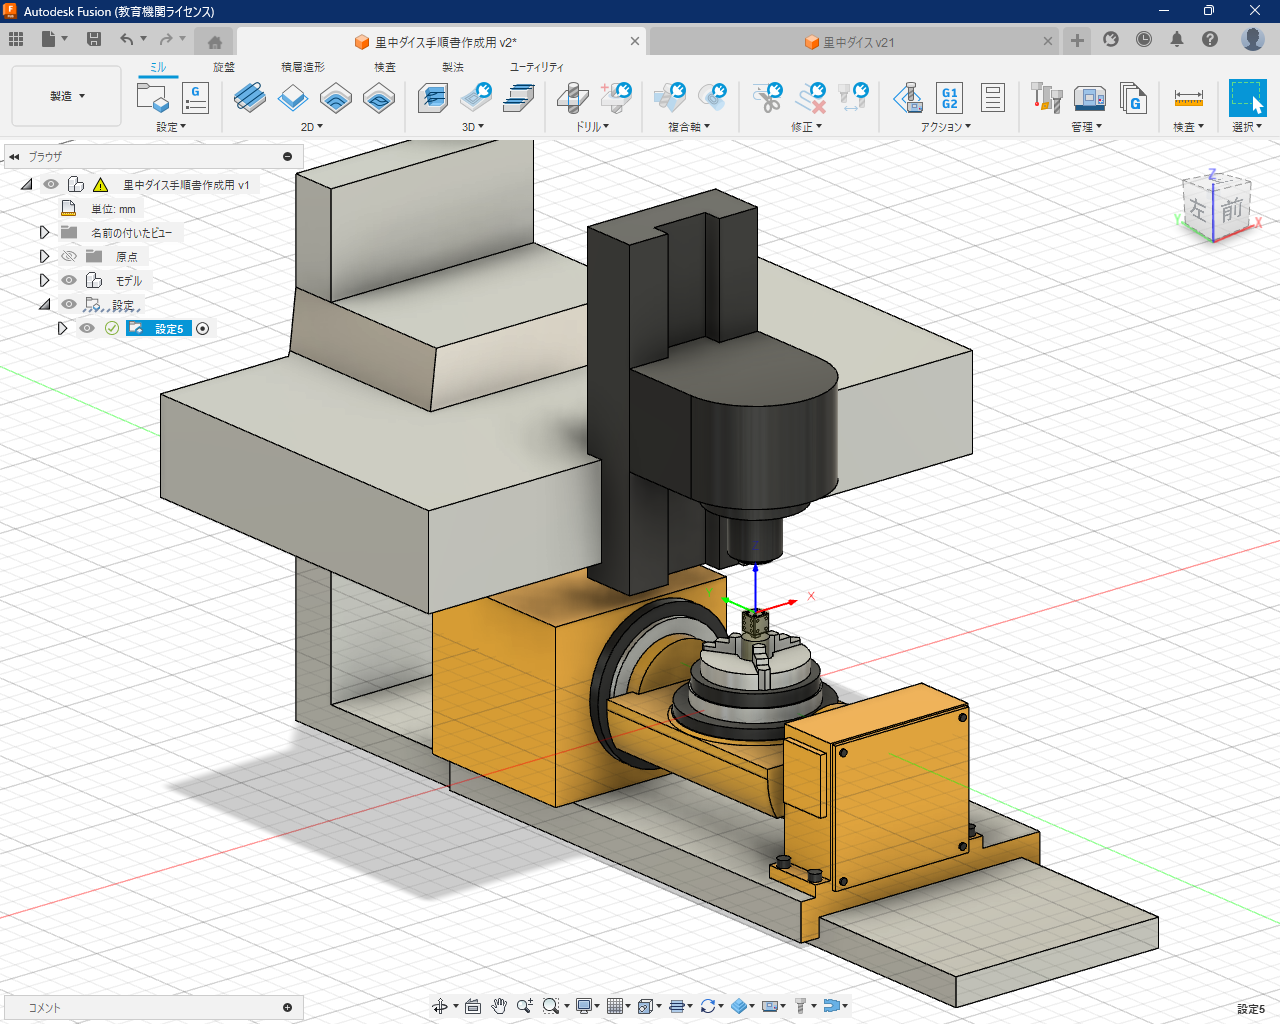 Autodesk Fusion (教育機関ライセンス)
里中ダイス手順書作成用 v2*
里中ダイス v21
ミル 旋盤 積層造形 検査 製法 ユーティリティ
製造
G
G1
G2
G
設定 2D 3D ドリル 複合軸 修正 アクション 管理 検査 選択
ブラウザ
里中ダイス手順書作成用 v1
単位: mm
名前の付いたビュー
原点
モデル
設定
設定5
Z
左 前
Y X
Z
Y X
コメント
設定5